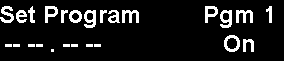 Set Program Pgm 1
-- -- . -- -- On